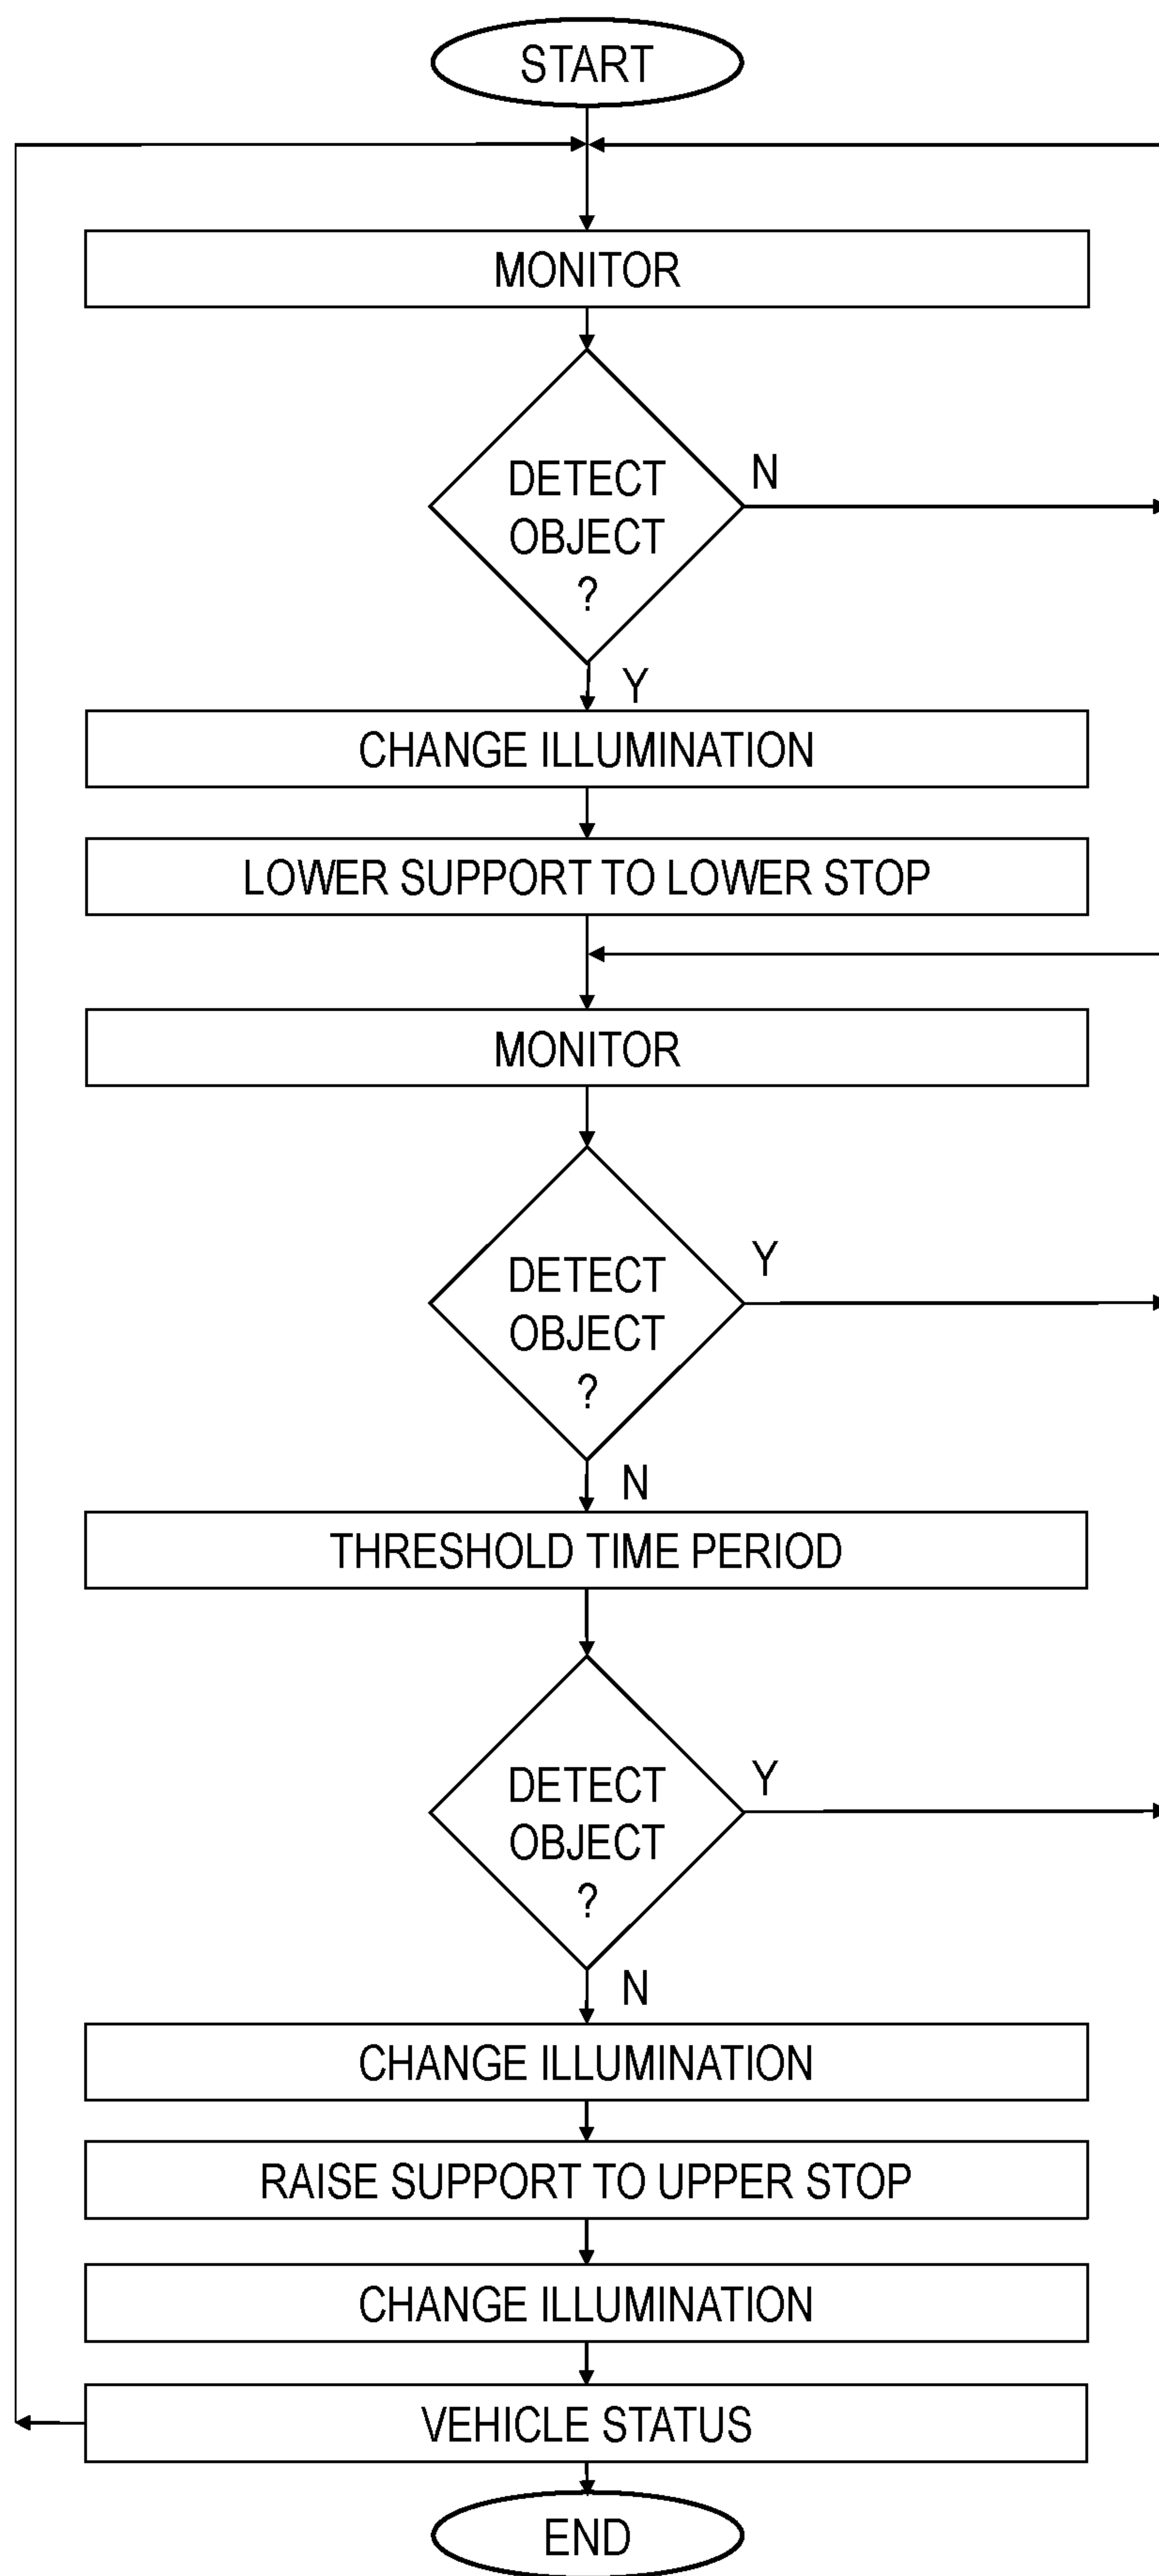 START
MONITOR
DETECT
OBJECT
?
N
Y
CHANGE ILLUMINATION
LOWER SUPPORT TO LOWER STOP
MONITOR
DETECT
OBJECT
?
Y
N
THRESHOLD TIME PERIOD
DETECT
OBJECT
?
Y
N
CHANGE ILLUMINATION
RAISE SUPPORT TO UPPER STOP
CHANGE ILLUMINATION
VEHICLE STATUS
END